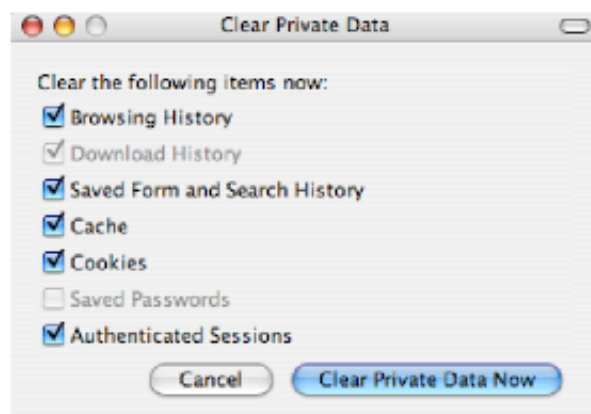 Clear Private Data
Clear the following items now:
Browsing History
Download History
Saved Form and Search History
Cache
Cookies
Saved Passwords
Authenticated Sessions
Cancel Clear Private Data Now